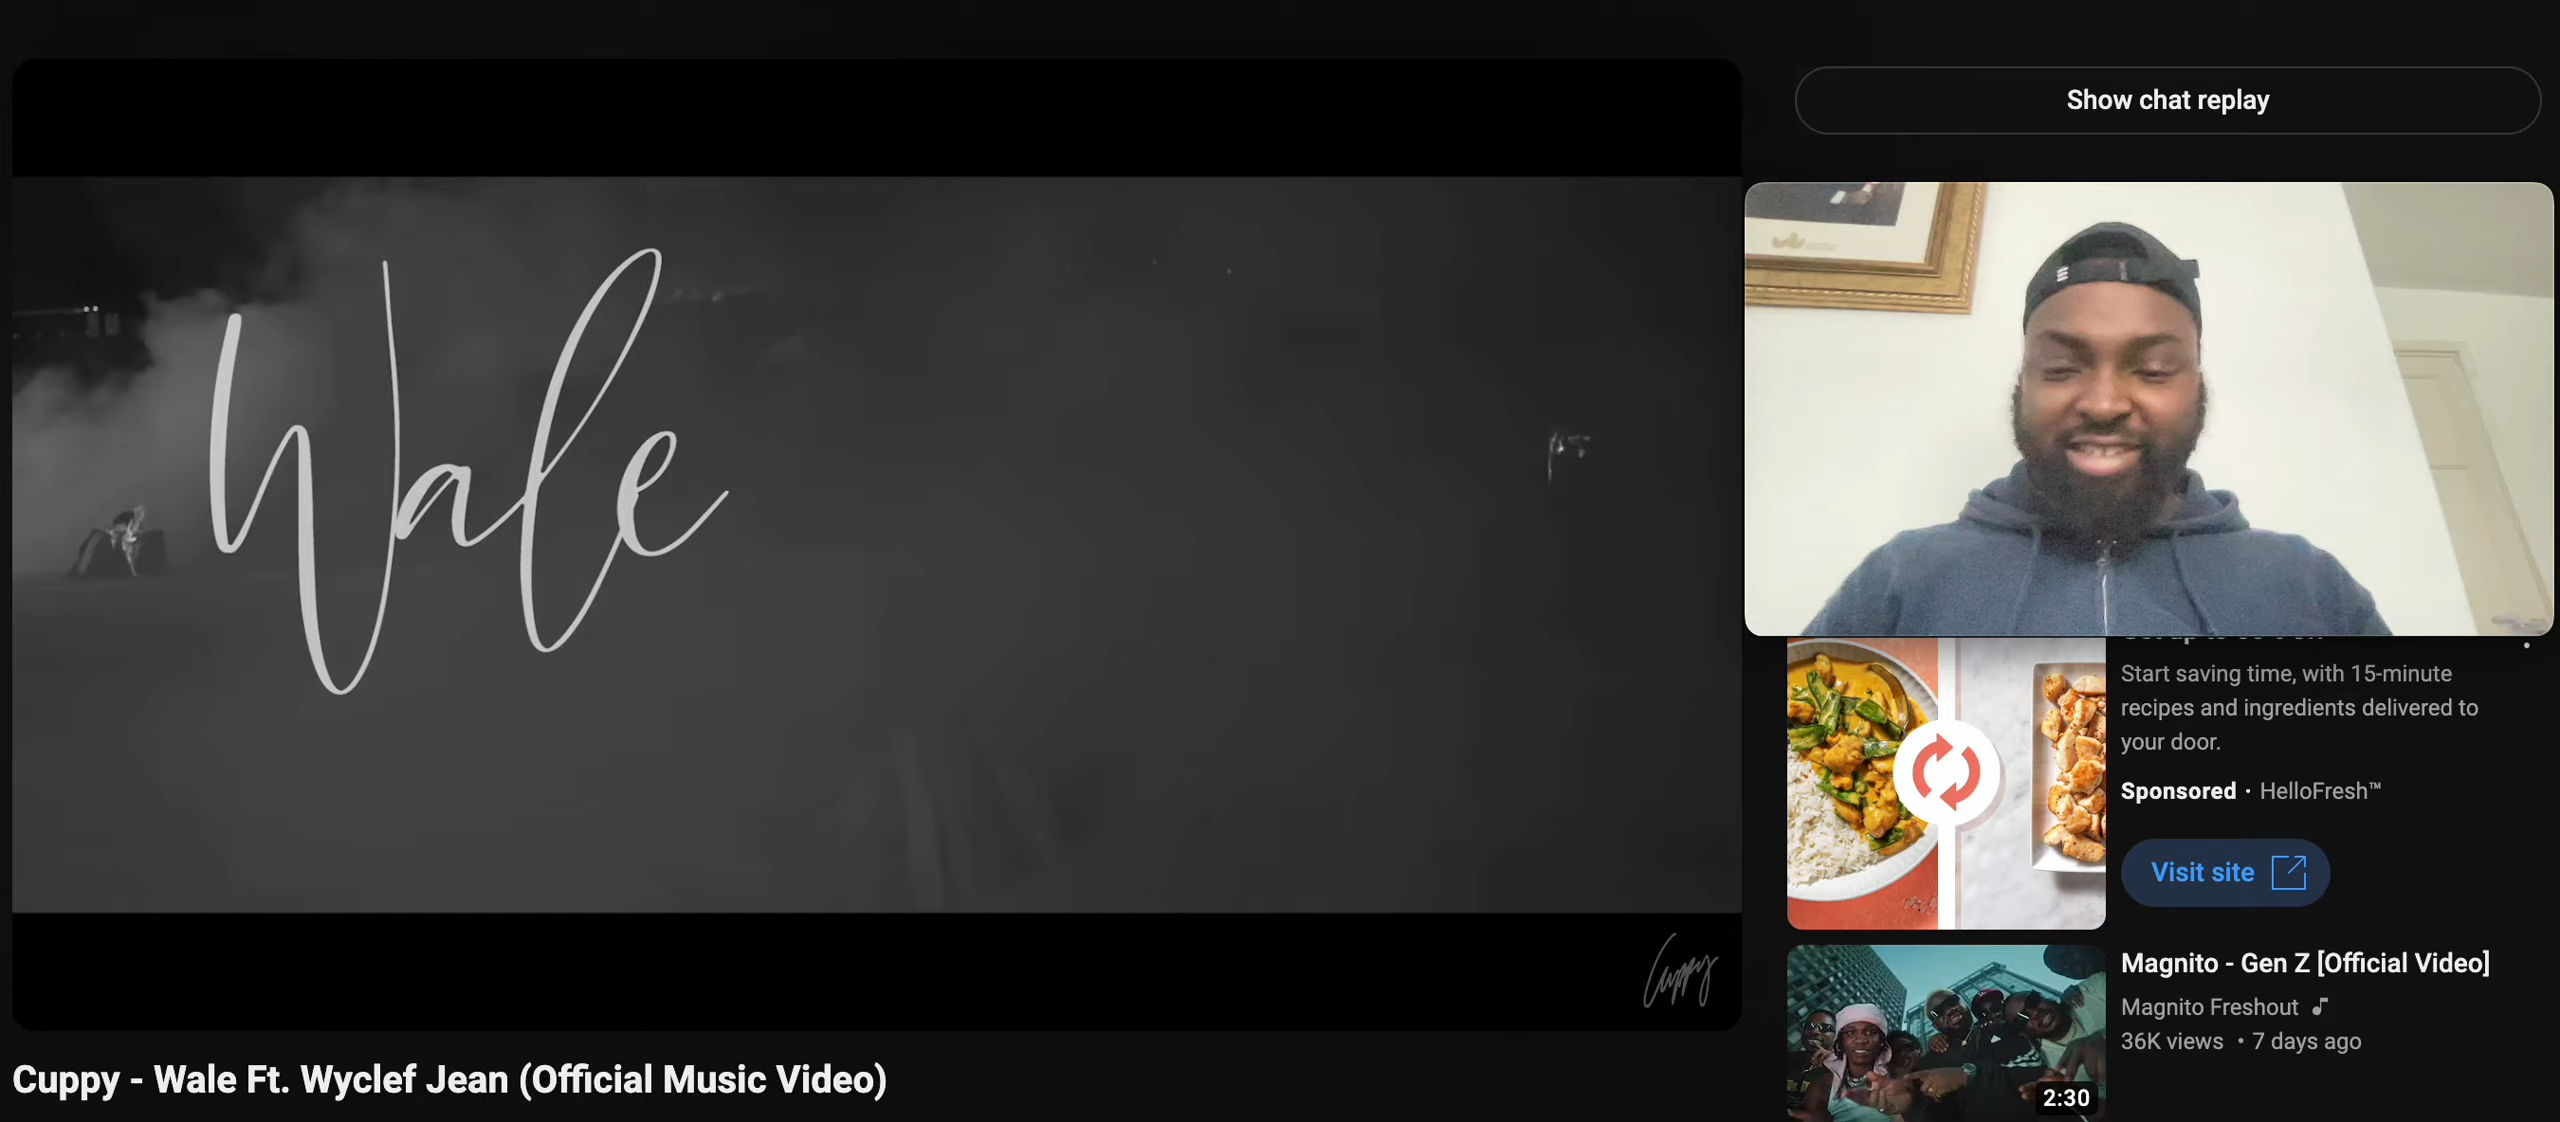 Show chat replay
Wale
Cuppy
Cuppy - Wale Ft. Wyclef Jean (Official Music Video)
Start saving time, with 15-minute
recipes and ingredients delivered to
your door.
Sponsored · HelloFresh™
Visit site
Magnito - Gen Z [Official Video]
Magnito Freshout
36K views • 7 days ago
2:30